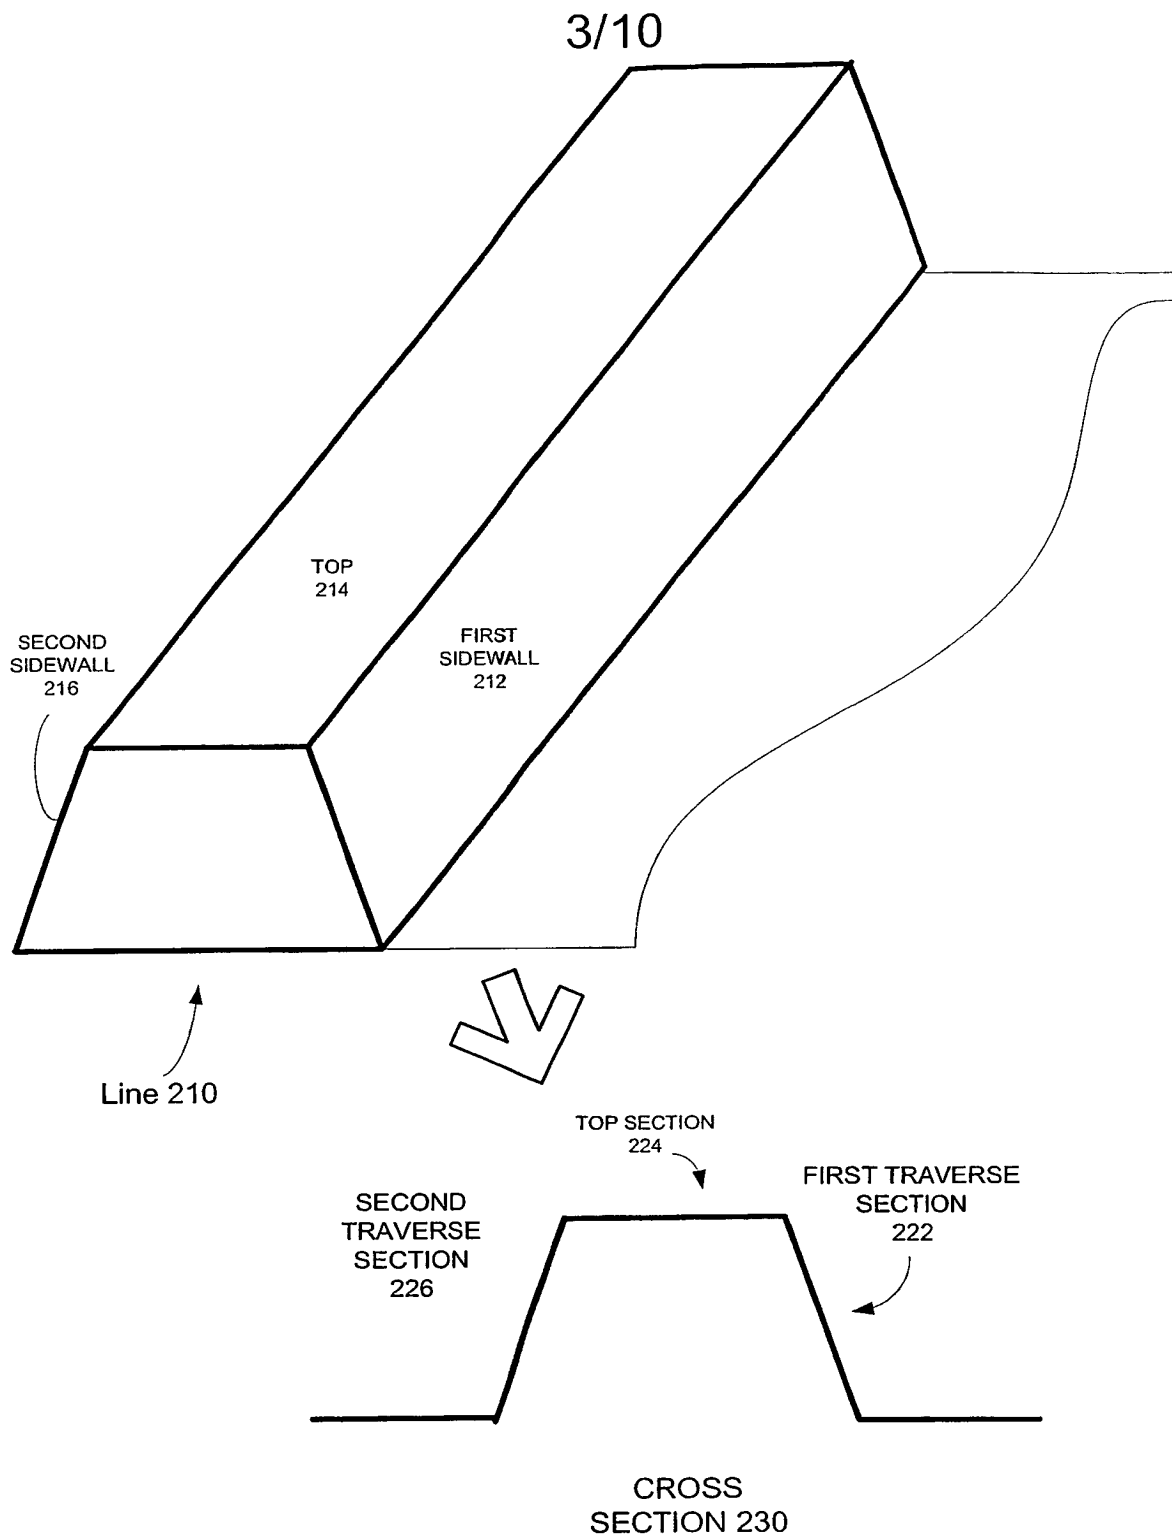 3/10
TOP
214
FIRST
SIDEWALL
212
SECOND
SIDEWALL
216
Line 210
TOP SECTION
224
FIRST TRAVERSE
SECTION
222
SECOND
TRAVERSE
SECTION
226
CROSS
SECTION 230